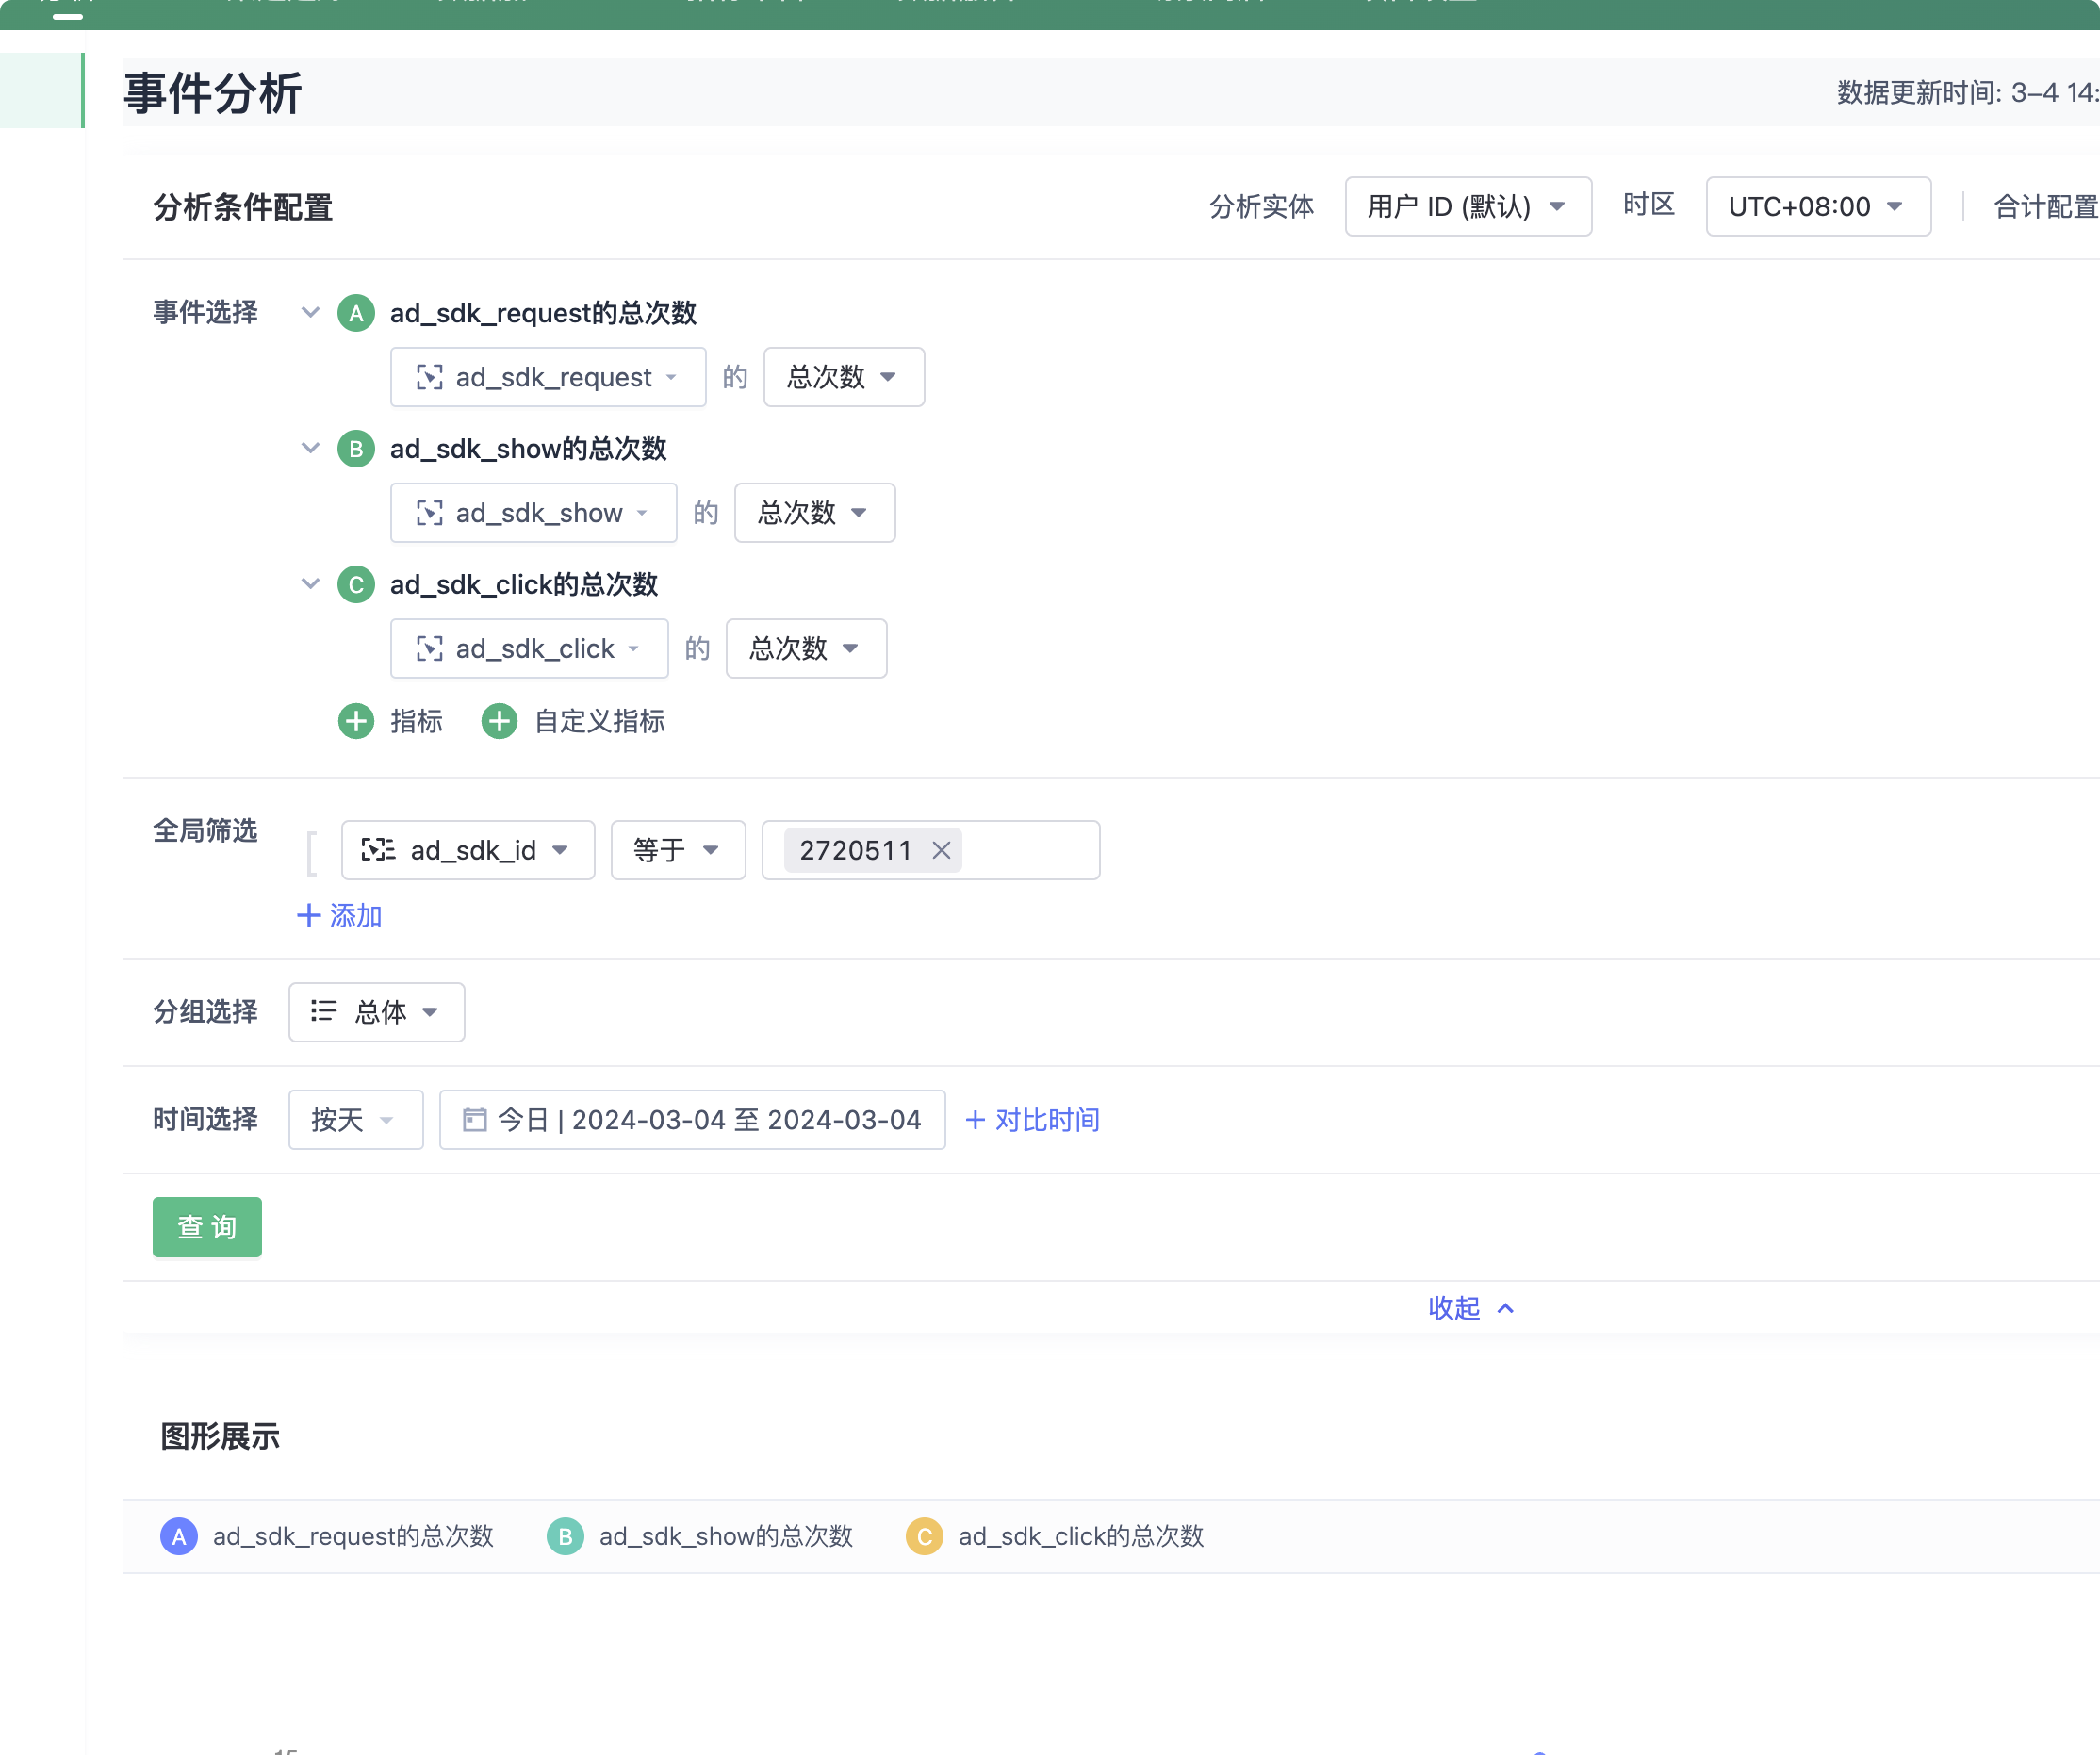 事件分析
数据更新时间: 3-4 14:
分析条件配置
分析实体 用户 ID (默认) 时区 UTC+08:00 合计配置
事件选择 A ad_sdk_request的总次数
ad_sdk_request 的 总次数
B ad_sdk_show的总次数
ad_sdk_show 的 总次数
C ad_sdk_click的总次数
ad_sdk_click 的 总次数
指标 自定义指标
全局筛选 ad_sdk_id 等于 2720511
+ 添加
分组选择 总体
时间选择 按天 今日 | 2024-03-04 至 2024-03-04 + 对比时间
查 询
收起
图形展示
A ad_sdk_request的总次数 B ad_sdk_show的总次数 C ad_sdk_click的总次数